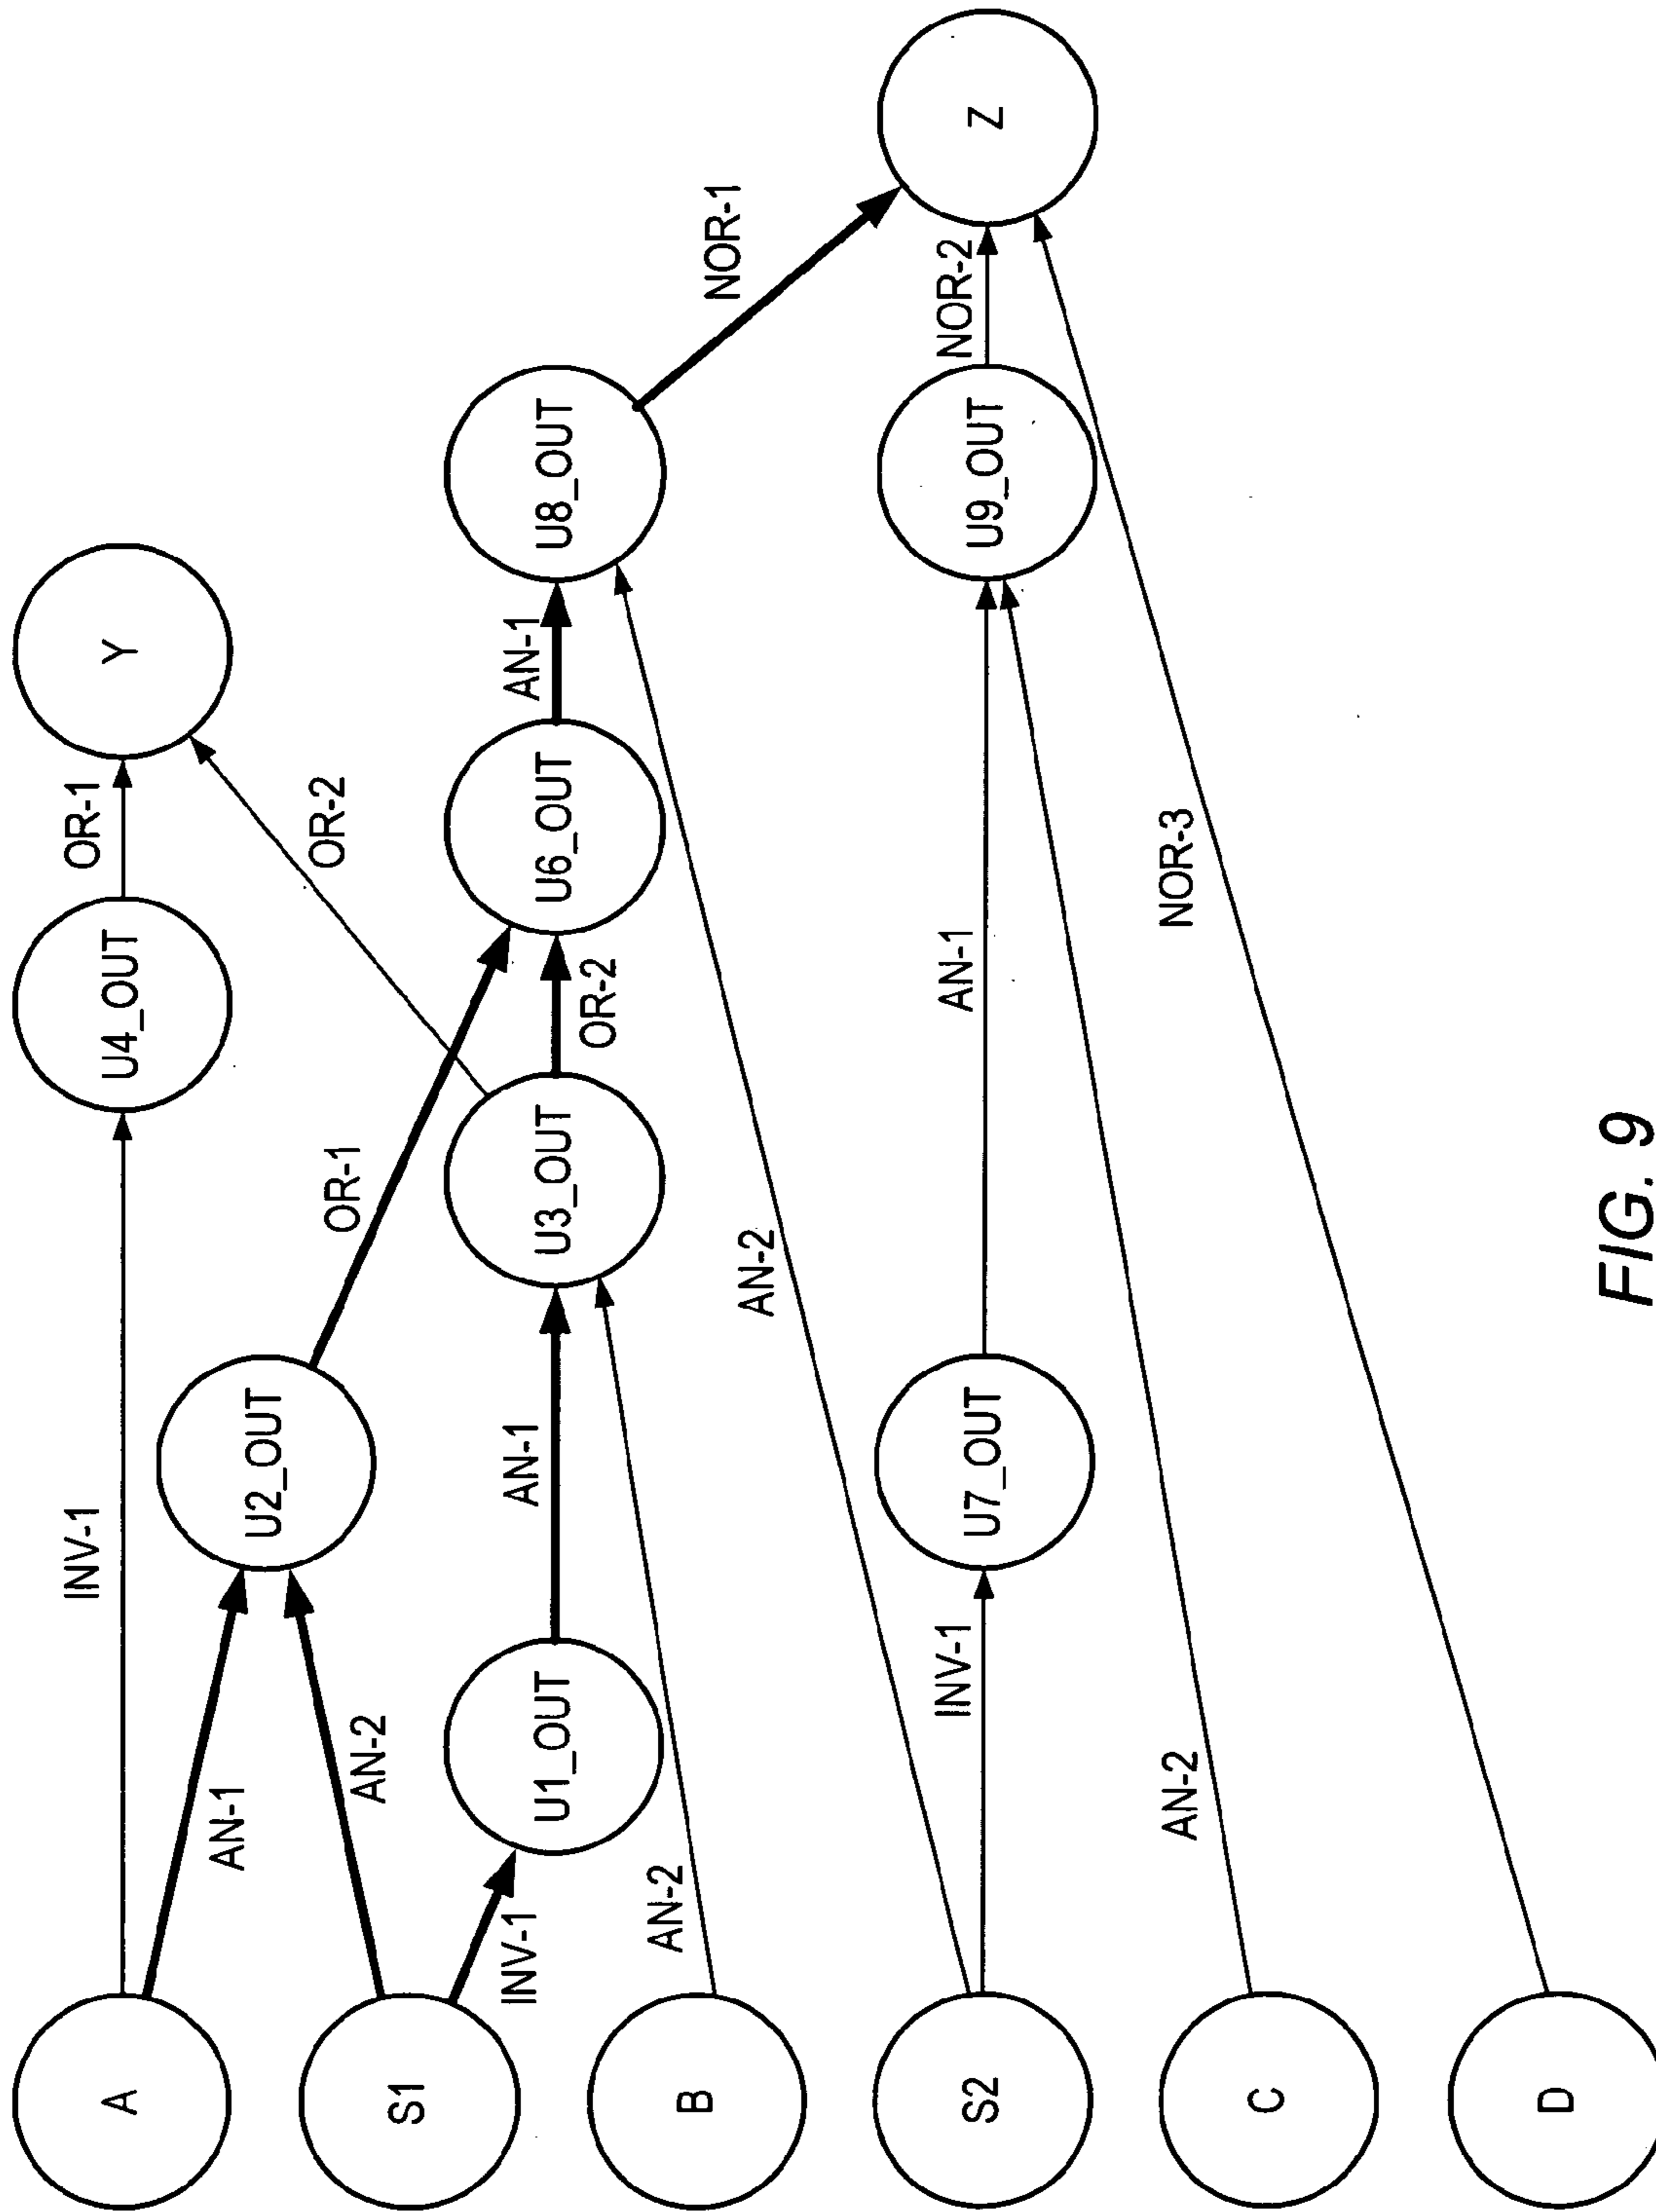 A
INV-1
U4_OUT
OR-1
Y
AN-1
U2_OUT
OR-1
OR-2
S1
AN-2
INV-1
U1_OUT
AN-1
U3_OUT
OR-2
U6_OUT
AN-1
U8_OUT
NOR-1
B
AN-2
AN-2
S2
INV-1
U7_OUT
AN-1
U9_OUT
NOR-2
Z
C
AN-2
NOR-3
D
FIG. 9